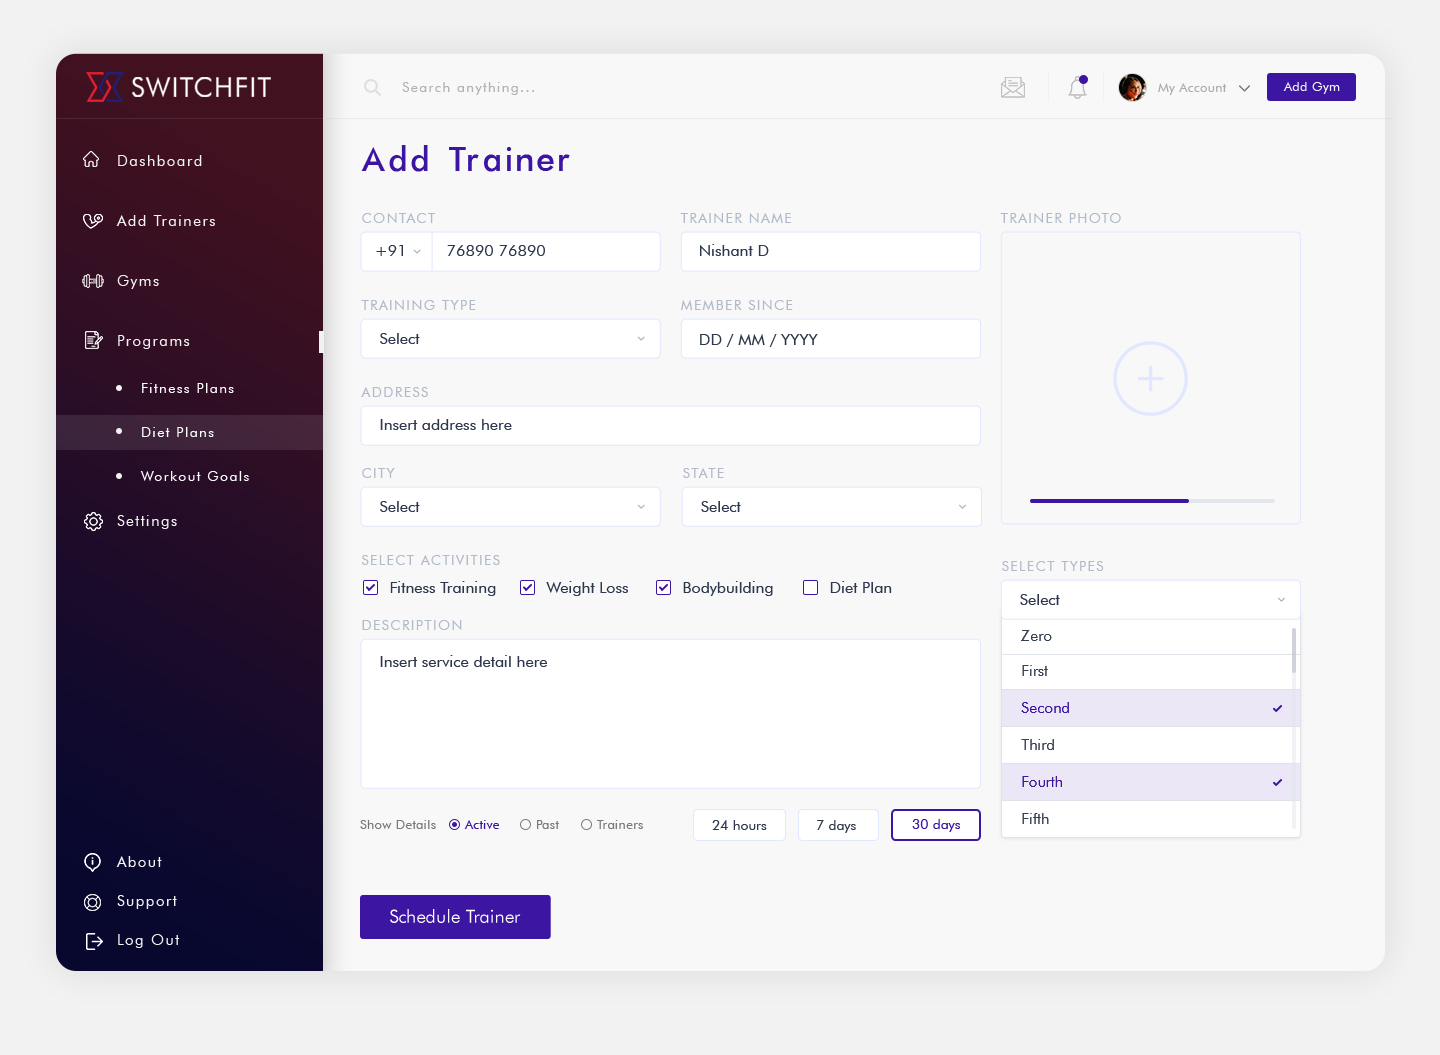 SWITCHFIT
Search anything...
My Account
Add Gym
Dashboard
Add Trainers
Gyms
Programs
Fitness Plans
Diet Plans
Workout Goals
Settings
About
Support
Log Out
Add Trainer
CONTACT
+91
76890 76890
TRAINER NAME
Nishant D
TRAINER PHOTO
TRAINING TYPE
Select
MEMBER SINCE
DD / MM / YYYY
ADDRESS
Insert address here
CITY
Select
STATE
Select
SELECT ACTIVITIES
Fitness Training
Weight Loss
Bodybuilding
Diet Plan
DESCRIPTION
Insert service detail here
SELECT TYPES
Select
Zero
First
Second
Third
Fourth
Fifth
Show Details
Active
Past
Trainers
24 hours
7 days
30 days
Schedule Trainer